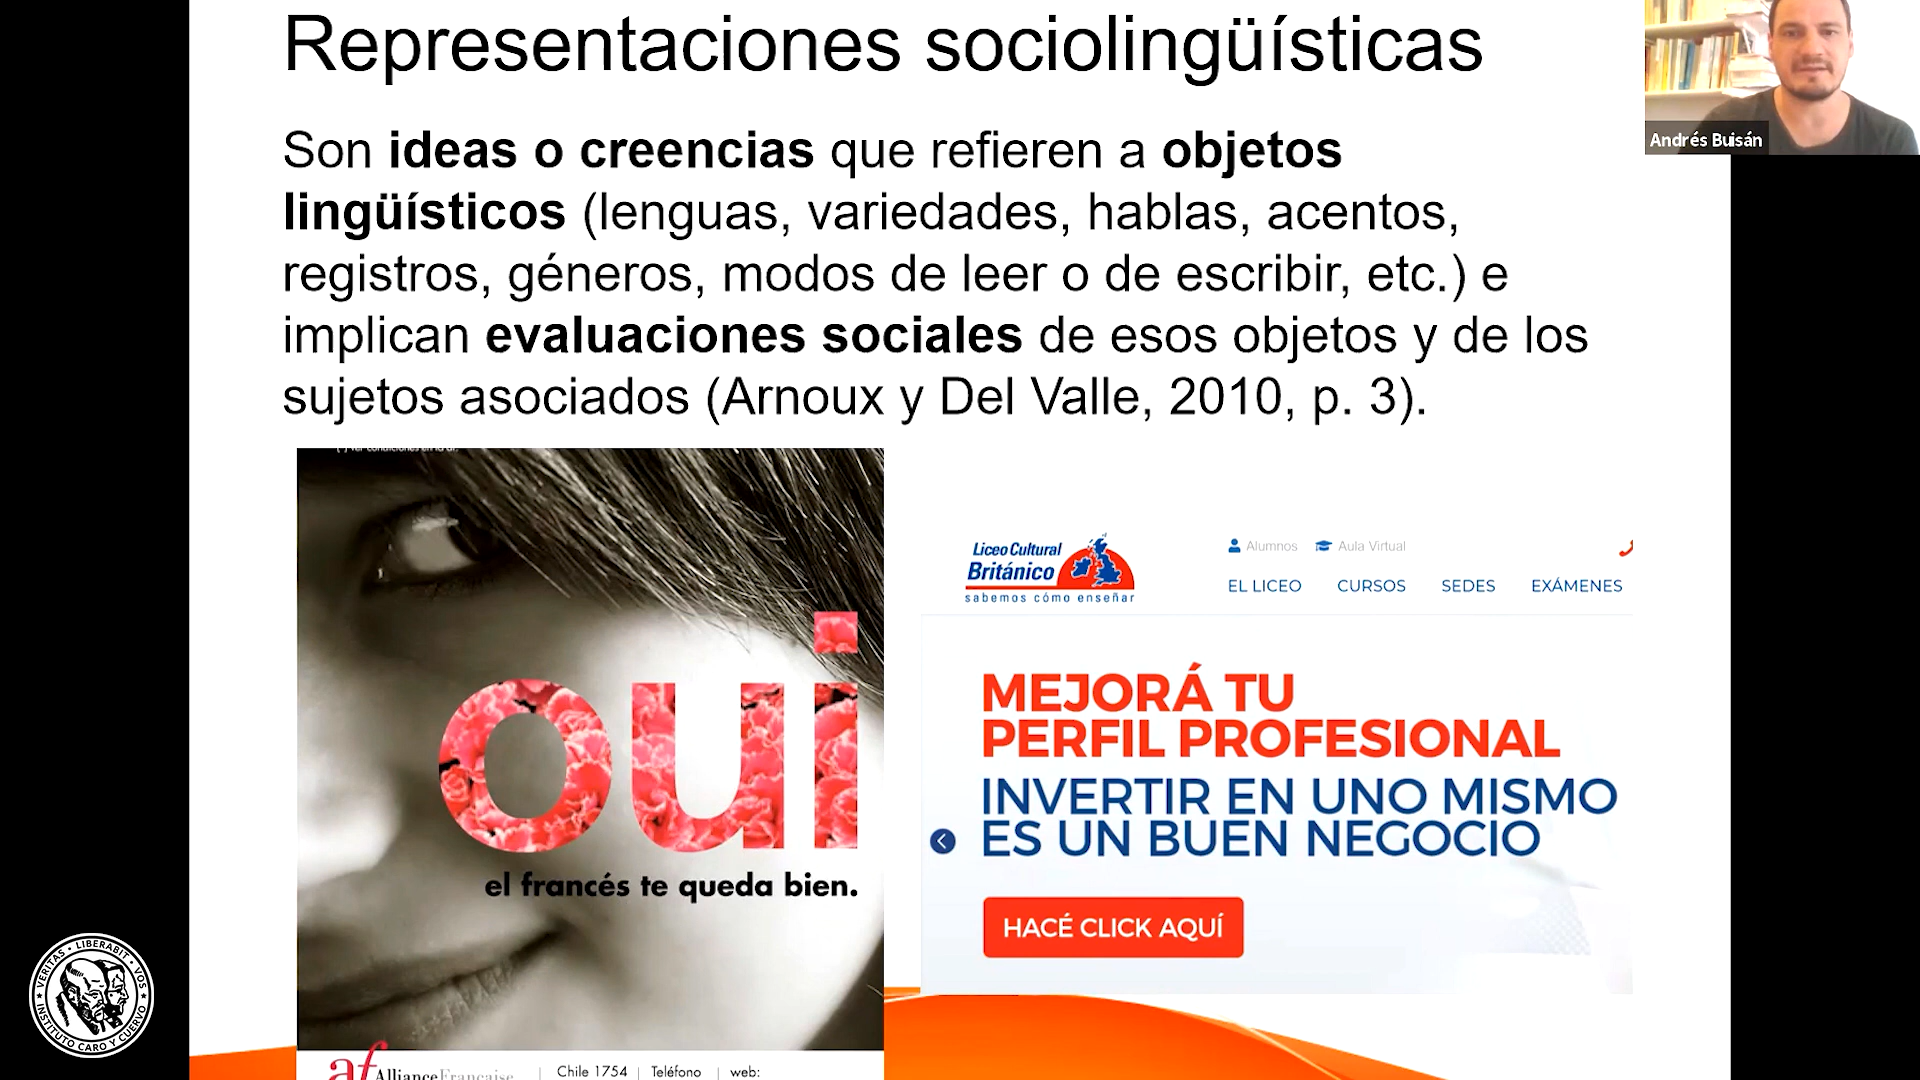 Representaciones sociolingüísticas
Andrés Buisán
Son ideas o creencias que refieren a objetos
lingüísticos (lenguas, variedades, hablas, acentos,
registros, géneros, modos de leer o de escribir, etc.) e
implican evaluaciones sociales de esos objetos y de los
sujetos asociados (Arnoux y Del Valle, 2010, p. 3).
oui
el francés te queda bien.
af AllianceFrançaise
Chile 1754 | Teléfono | web:
Liceo Cultural
Británico
sabemos cómo enseñar
Alumnos Aula Virtual
EL LICEO CURSOS SEDES EXÁMENES
MEJORÁ TU
PERFIL PROFESIONAL
INVERTIR EN UNO MISMO
ES UN BUEN NEGOCIO
HACÉ CLICK AQUÍ
VERITAS • LIBERABIT • VOS
INSTITUTO CARO Y CUERVO